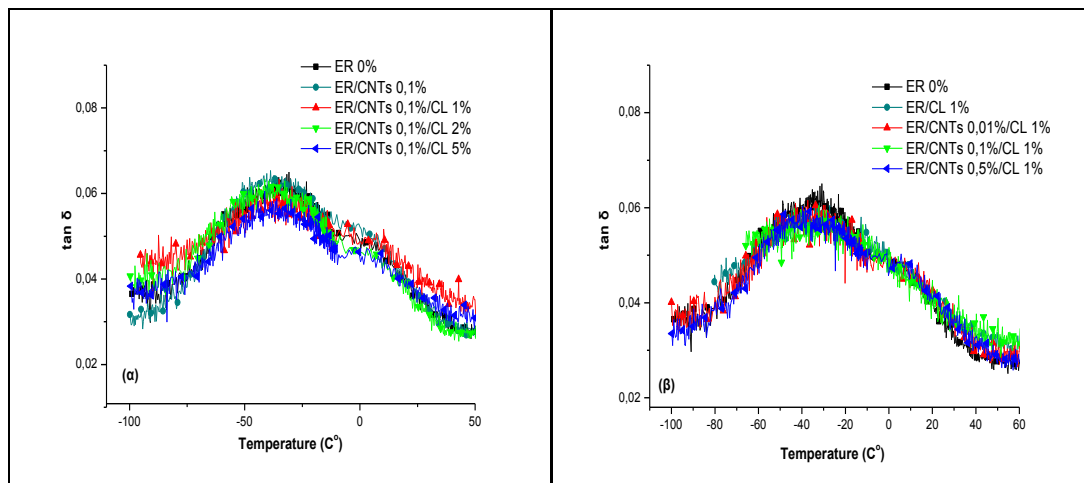 ER 0%
ER/CNTs 0,1%
ER/CNTs 0,1%/CL 1%
ER/CNTs 0,1%/CL 2%
ER/CNTs 0,1%/CL 5%
0,08
0,06
0,04
0,02
tan δ
(α)
-100
-50
0
50
Temperature (C°)
ER 0%
ER/CL 1%
ER/CNTs 0,01%/CL 1%
ER/CNTs 0,1%/CL 1%
ER/CNTs 0,5%/CL 1%
0,08
0,06
0,04
0,02
tan δ
(β)
-100
-80
-60
-40
-20
0
20
40
60
Temperature (C°)